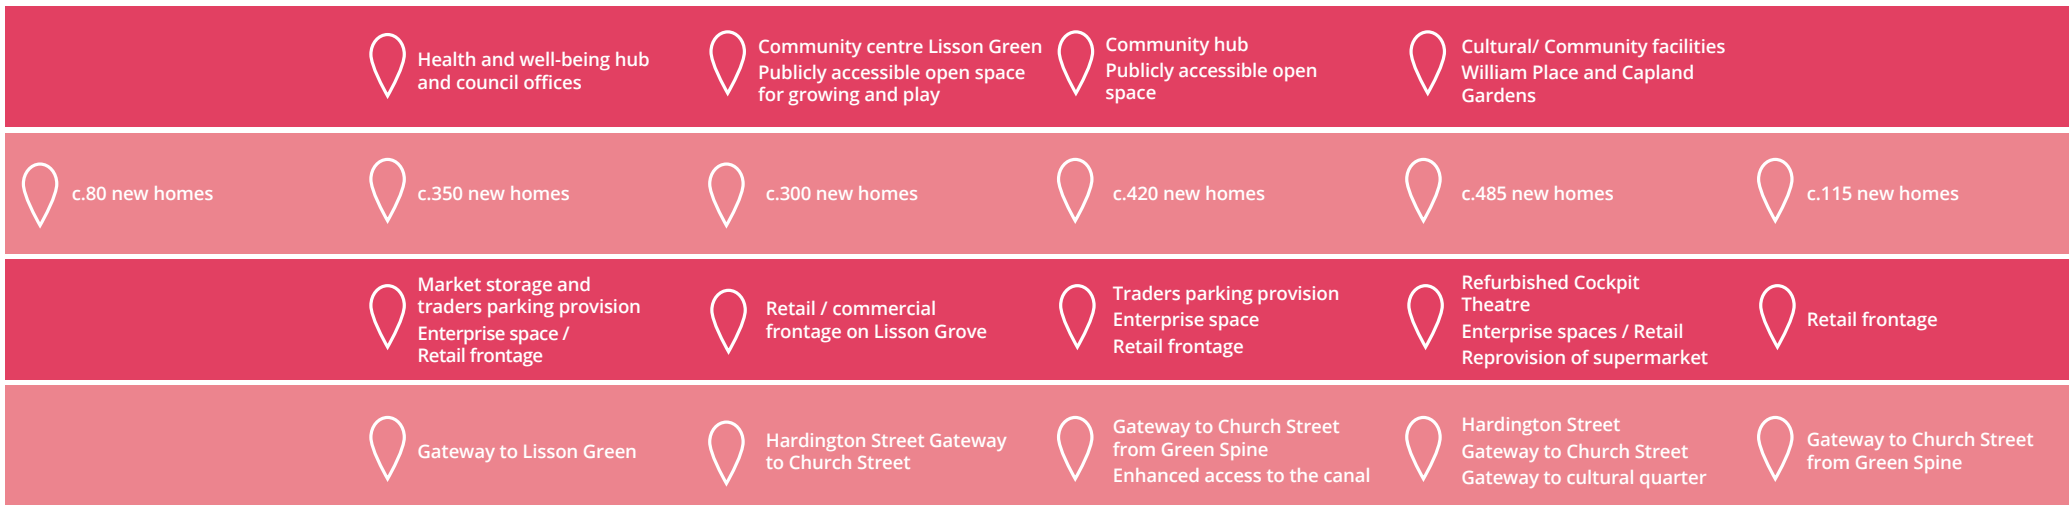 Health and well-being hub
and council offices
Community centre Lisson Green
Publicly accessible open space
for growing and play
Community hub
Publicly accessible open
space
Cultural/ Community facilities
William Place and Capland
Gardens
c.80 new homes
c.350 new homes
c.300 new homes
c.420 new homes
c.485 new homes
c.115 new homes
Market storage and
traders parking provision
Enterprise space /
Retail frontage
Retail / commercial
frontage on Lisson Grove
Traders parking provision
Enterprise space
Retail frontage
Refurbished Cockpit
Theatre
Enterprise spaces / Retail
Reprovision of supermarket
Retail frontage
Gateway to Lisson Green
Hardington Street Gateway
to Church Street
Gateway to Church Street
from Green Spine
Enhanced access to the canal
Hardington Street
Gateway to Church Street
Gateway to cultural quarter
Gateway to Church Street
from Green Spine